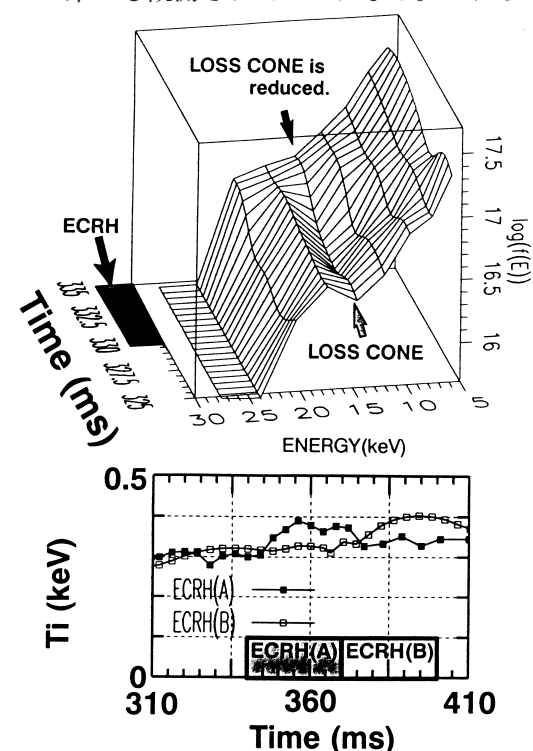 LOSS CONE is
reduced.
ECRH
17.5
17
16.5
16
log(f(E))
335
332.5
330
327.5
325
Time (ms)
LOSS CONE
30
25
20
15
10
5
ENERGY(keV)
0.5
Ti (keV)
ECRH(A)
ECRH(B)
ECRH(A)
ECRH(B)
0
310
360
410
Time (ms)